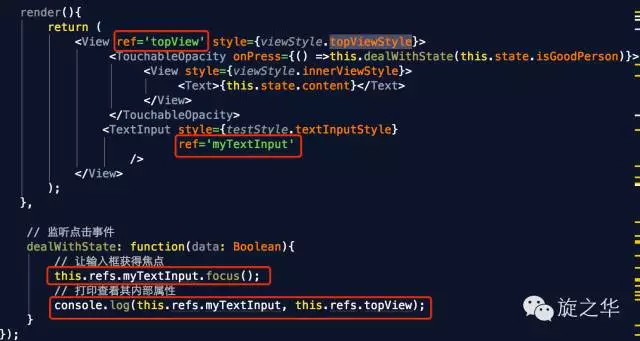 render(){
return (
<View ref='topView' style={viewStyle.topViewStyle}>
<TouchableOpacity onPress={() =>this.dealWithState(this.state.isGoodPerson)}>
<View style={viewStyle.innerViewStyle}>
<Text>{this.state.content}</Text>
</View>
</TouchableOpacity>
<TextInput style={testStyle.textInputStyle}
ref='myTextInput'
/>
</View>
);
},
// 监听点击事件
dealWithState: function(data: Boolean){
// 让输入框获得焦点
this.refs.myTextInput.focus();
// 打印查看其内部属性
console.log(this.refs.myTextInput, this.refs.topView);
}
});
旋之华